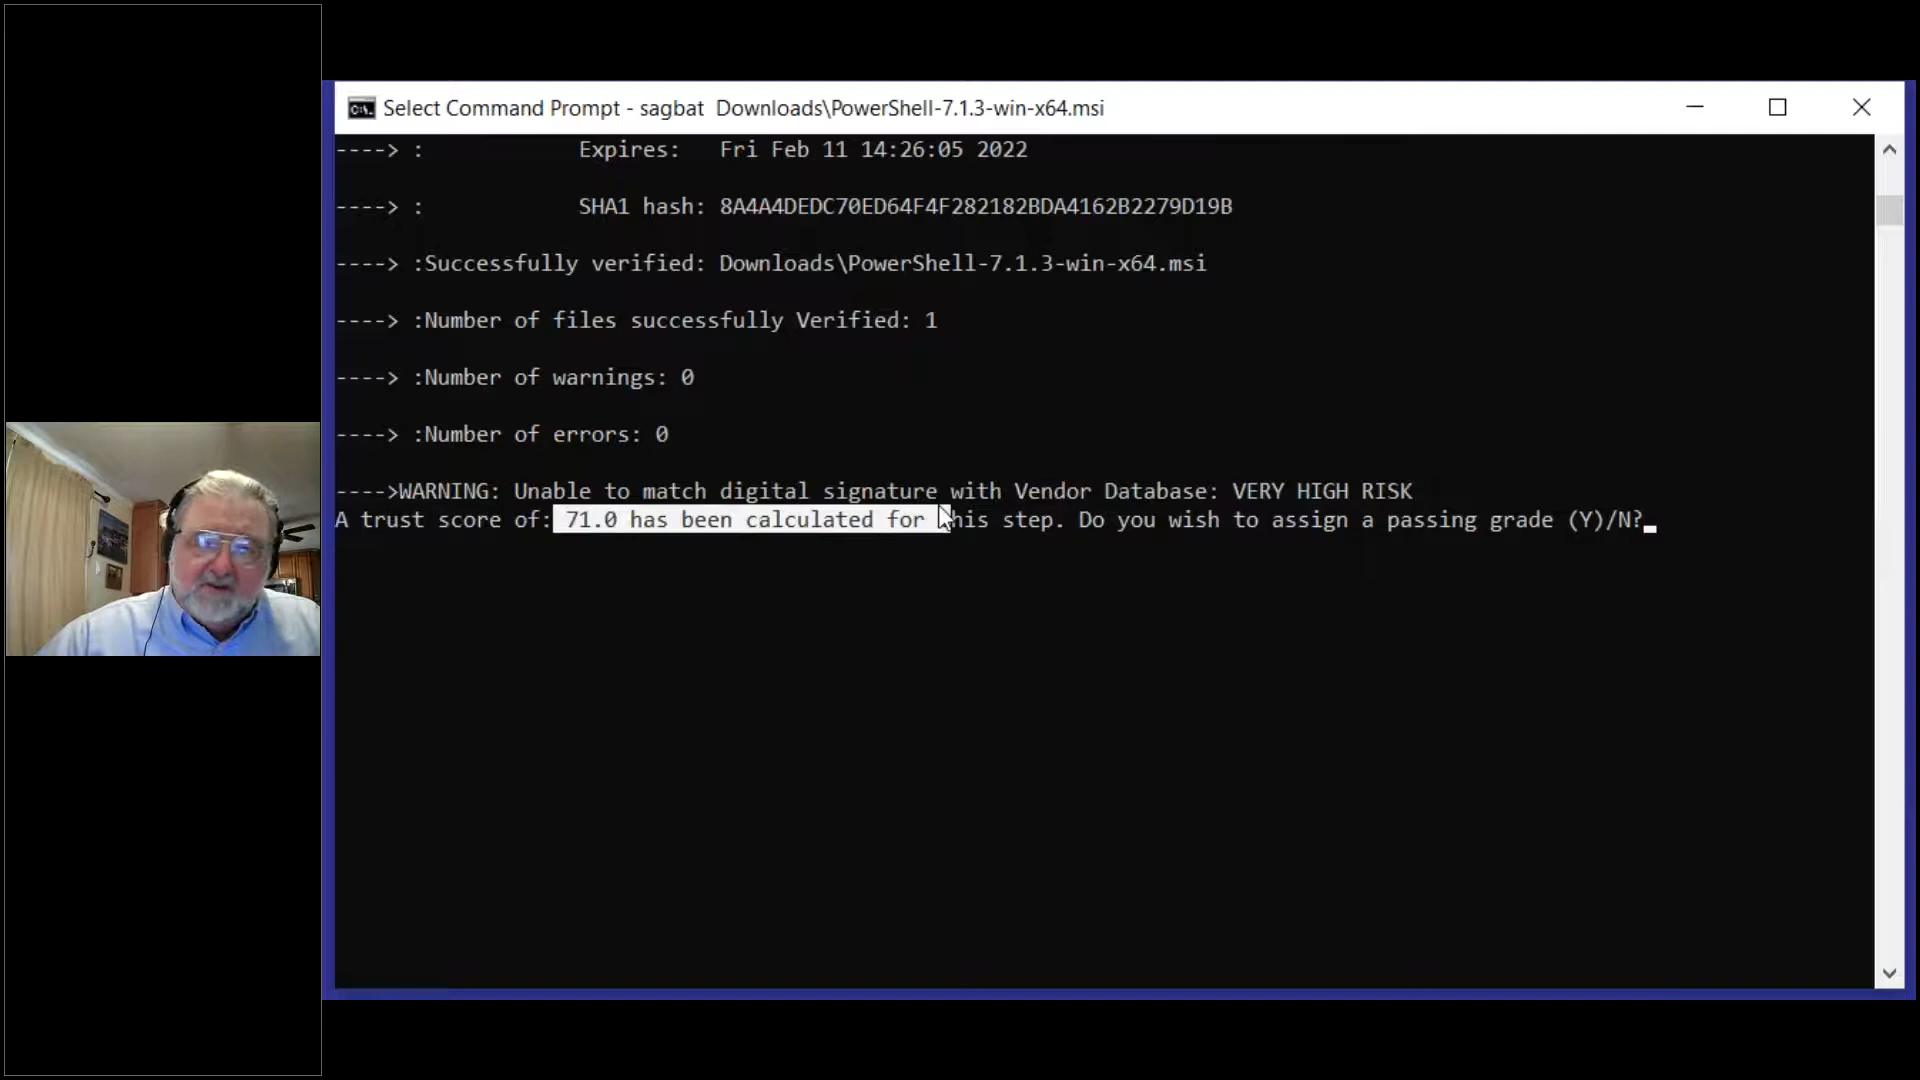 Select Command Prompt - sagbat  Downloads\PowerShell-7.1.3-win-x64.msi
----> :            Expires:   Fri Feb 11 14:26:05 2022
----> :            SHA1 hash: 8A4A4DEDC70ED64F4F282182BDA4162B2279D19B
----> :Successfully verified: Downloads\PowerShell-7.1.3-win-x64.msi
----> :Number of files successfully Verified: 1
----> :Number of warnings: 0
----> :Number of errors: 0
---->WARNING: Unable to match digital signature with Vendor Database: VERY HIGH RISK
A trust score of: 71.0 has been calculated for this step. Do you wish to assign a passing grade (Y)/N?